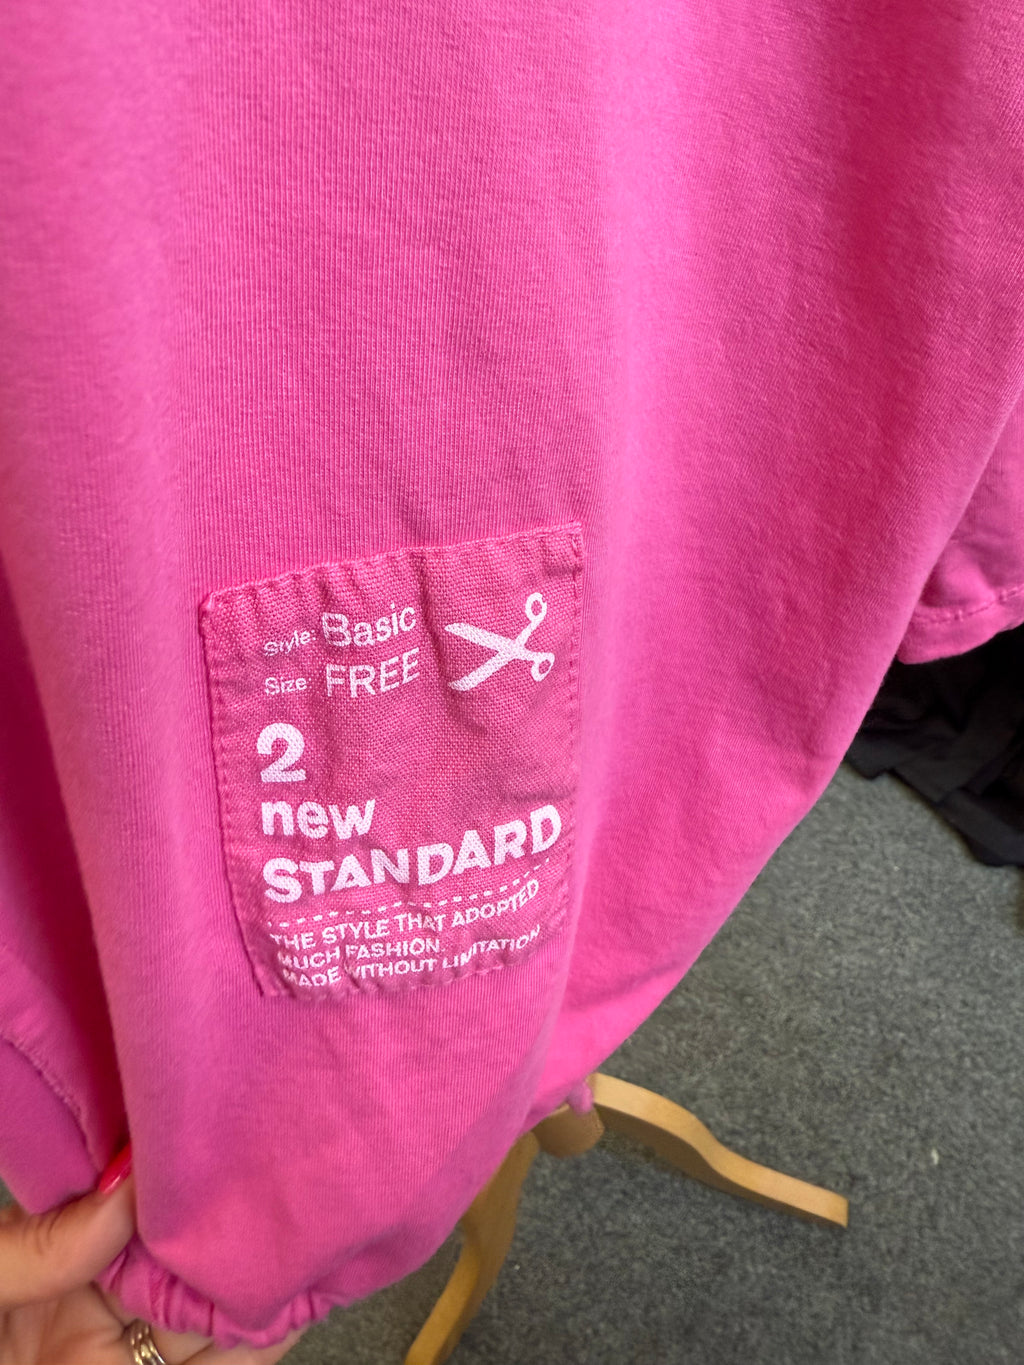 Style: Basic
Size FREE
2
new
STANDARD
THE STYLE THAT ADOPTED
MUCH FASHION.
MADE WITHOUT LIMITATION